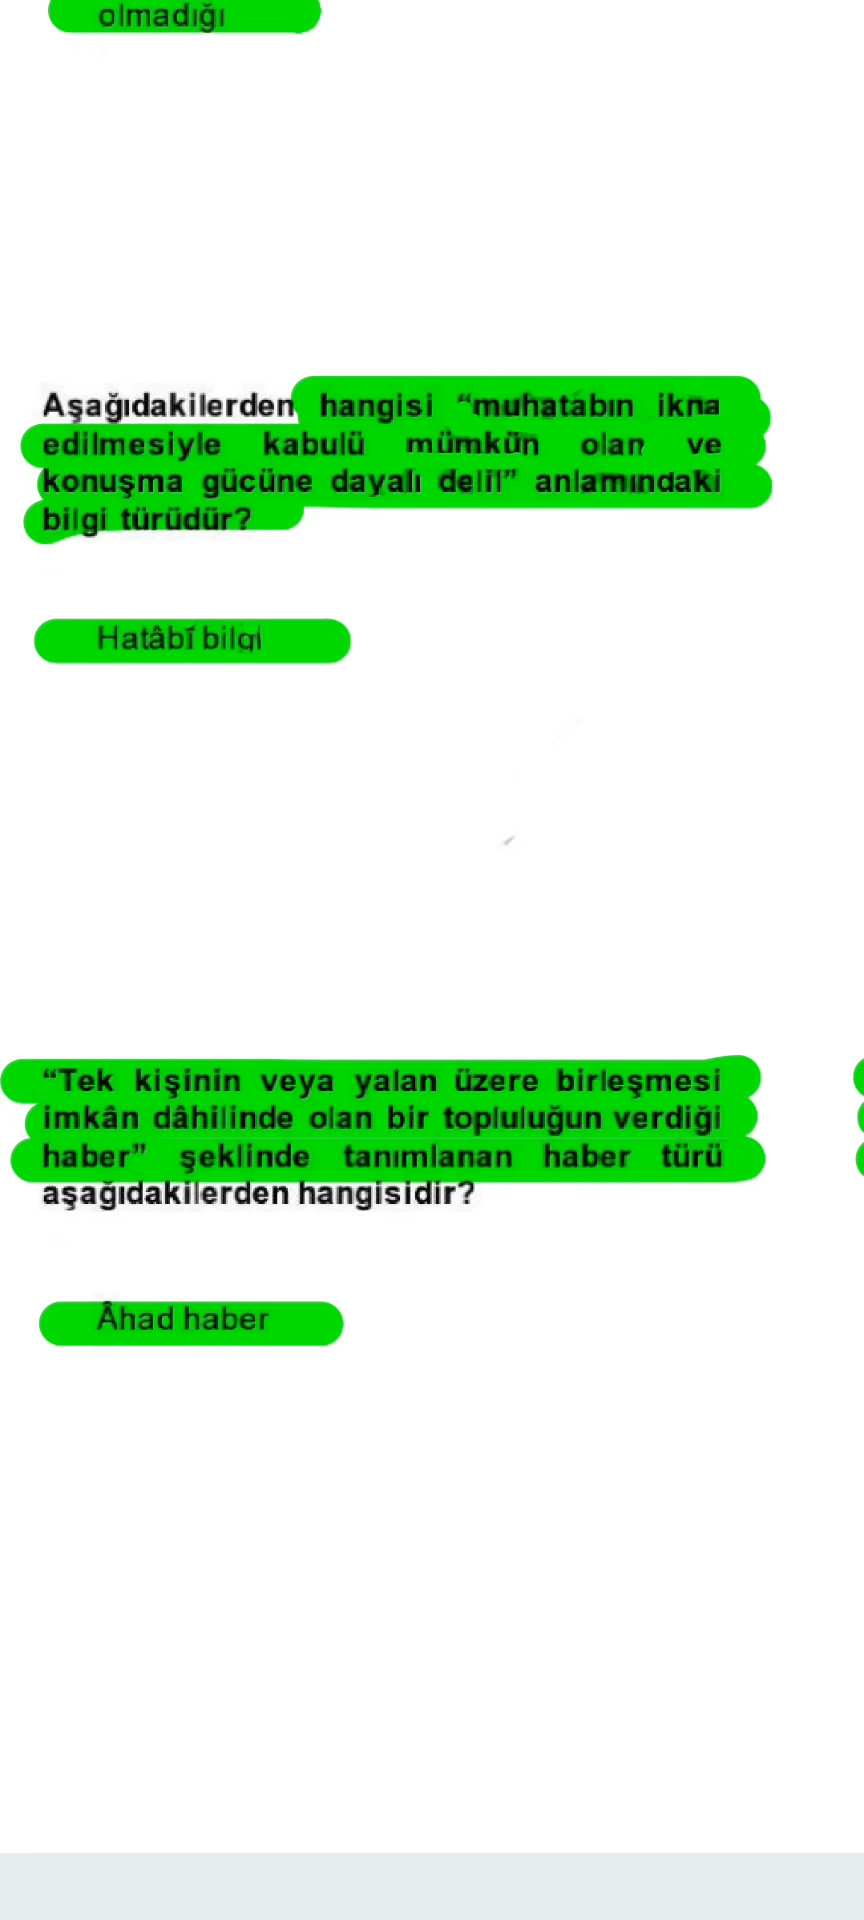 olmadığı
Aşağıdakilerden hangisi “muhatabın ikna
edilmesiyle kabulü mümkün olan ve
konuşma gücüne dayalı delil” anlamındaki
bilgi türüdür?
Hatâbî bilgi
“Tek kişinin veya yalan üzere birleşmesi
imkân dâhilinde olan bir topluluğun verdiği
haber” şeklinde tanımlanan haber türü
aşağıdakilerden hangisidir?
Âhad haber